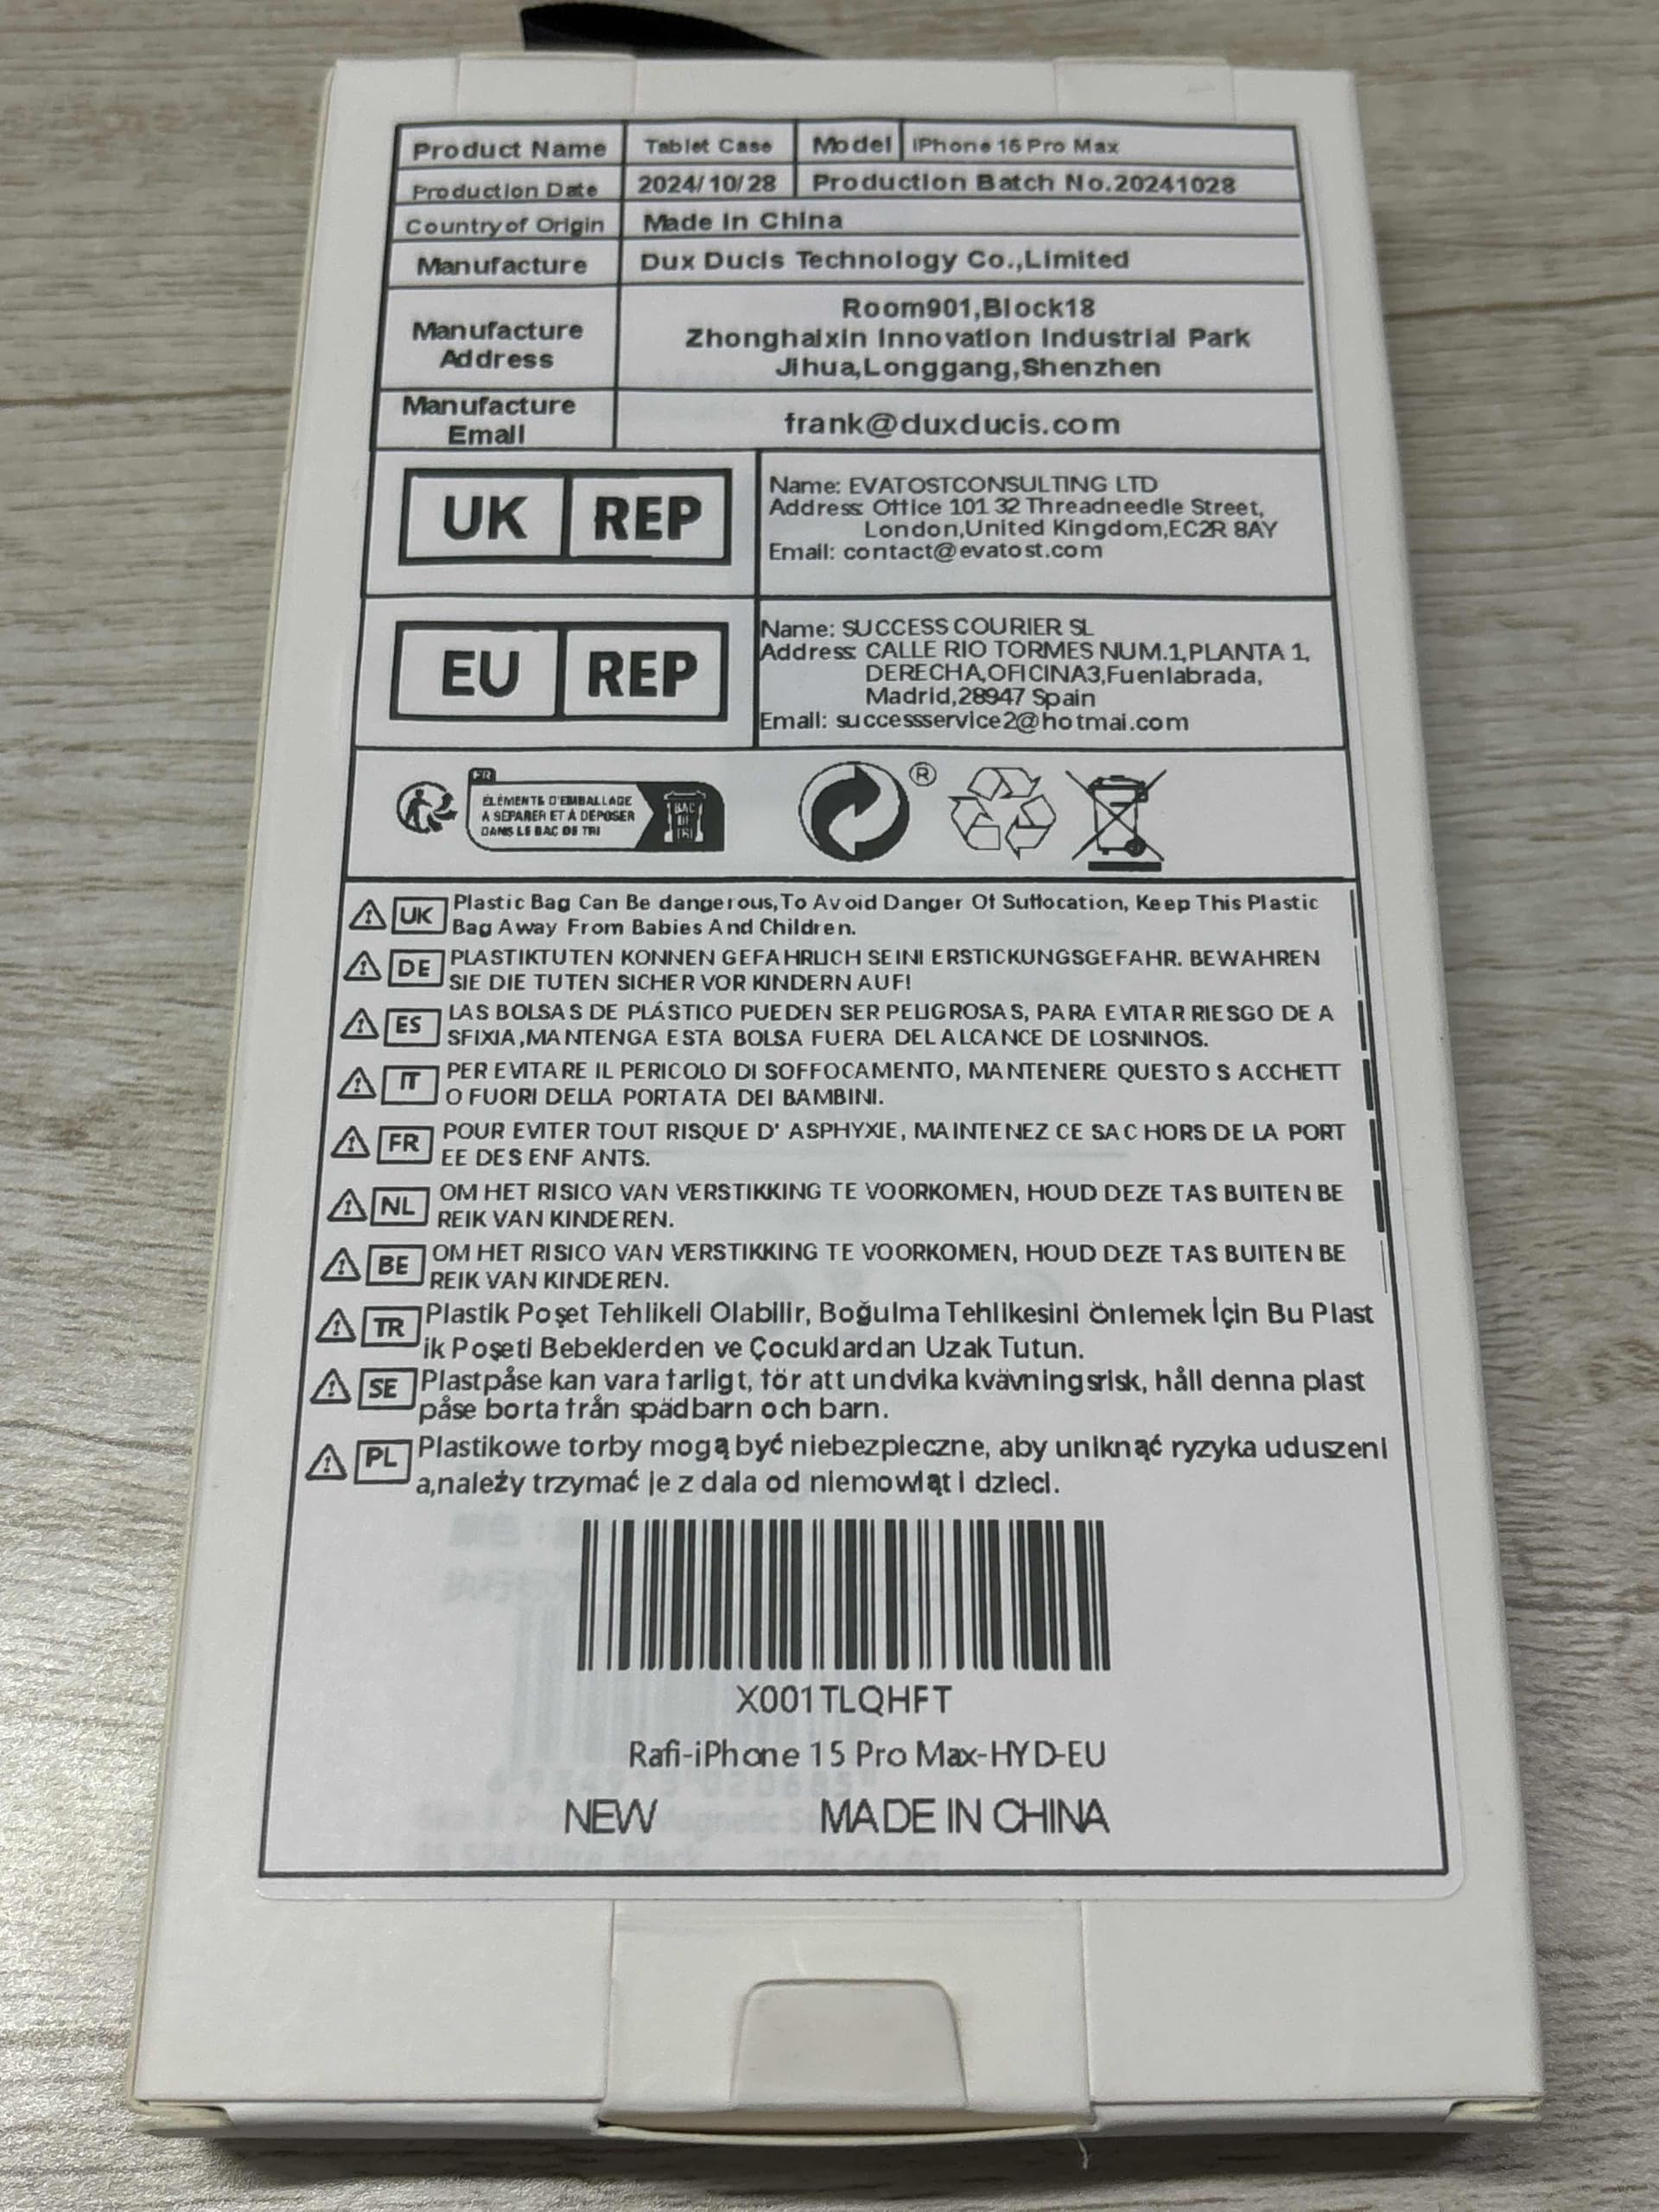 Product Name Tablet Case Model iPhone 16 Pro Max
Production Date 2024/10/28 Production Batch No.20241028
Country of Origin Made In China
Manufacture Dux Ducis Technology Co.,Limited
Manufacture Address Room901,Block18
Zhonghaixin Innovation Industrial Park
Jihua,Longgang,Shenzhen
Manufacture Email frank@duxducis.com
UK REP
Name: EVATOSTCONSULTING LTD
Address: Office 101 32 Threadneedle Street,
London,United Kingdom,EC2R 8AY
Email: contact@evatost.com
EU REP
Name: SUCCESS COURIER SL
Address: CALLE RIO TORMES NUM.1,PLANTA 1,
DERECHA,OFICINA3,Fuenlabrada,
Madrid,28947 Spain
Email: successservice2@hotmai.com
FR
ÉLÉMENTS D'EMBALLAGE
A SÉPARER ET À DÉPOSER
DANS LE BAC DE TRI
BAC
DE
TRI
®
UK Plastic Bag Can Be dangerous,To Avoid Danger Of Suffocation, Keep This Plastic
Bag Away From Babies And Children.
DE PLASTIKTUTEN KONNEN GEFAHRLICH SEINI ERSTICKUNGSGEFAHR. BEWAHREN
SIE DIE TUTEN SICHER VOR KINDERN AUF!
ES LAS BOLSAS DE PLÁSTICO PUEDEN SER PELIGROSAS, PARA EVITAR RIESGO DE A
SFIXIA,MANTENGA ESTA BOLSA FUERA DEL ALCANCE DE LOSNINOS.
IT PER EVITARE IL PERICOLO DI SOFFOCAMENTO, MANTENERE QUESTO S ACCHETT
O FUORI DELLA PORTATA DEI BAMBINI.
FR POUR EVITER TOUT RISQUE D' ASPHYXIE, MAINTENEZ CE SAC HORS DE LA PORT
EE DES ENFANTS.
NL OM HET RISICO VAN VERSTIKKING TE VOORKOMEN, HOUD DEZE TAS BUITEN BE
REIK VAN KINDEREN.
BE OM HET RISICO VAN VERSTIKKING TE VOORKOMEN, HOUD DEZE TAS BUITEN BE
REIK VAN KINDEREN.
TR Plastik Poşet Tehlikeli Olabilir, Boğulma Tehlikesini Önlemek İçin Bu Plast
ik Poşeti Bebeklerden ve Çocuklardan Uzak Tutun.
SE Plastpåse kan vara farligt, för att undvika kvävningsrisk, håll denna plast
påse borta från spädbarn och barn.
PL Plastikowe torby mogą być niebezpieczne, aby uniknąć ryzyka uduszeni
a,należy trzymać je z dala od niemowląt i dzieci.
X001TLQHFT
Rafi-iPhone 15 Pro Max-HYD-EU
NEW MADE IN CHINA